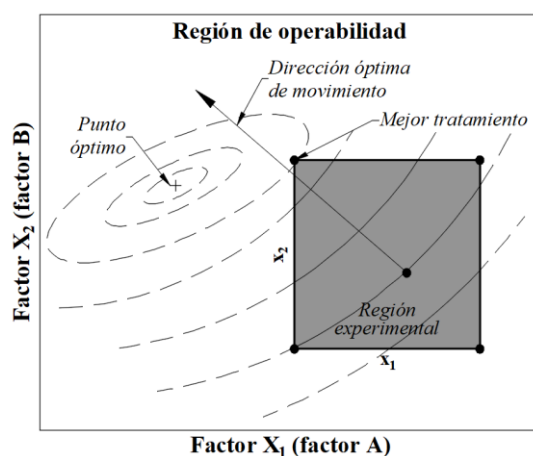 Región de operabilidad
Dirección óptima
de movimiento
Mejor tratamiento
Punto
óptimo
Factor X₂ (factor B)
x₂
Región
experimental
x₁
Factor X₁ (factor A)